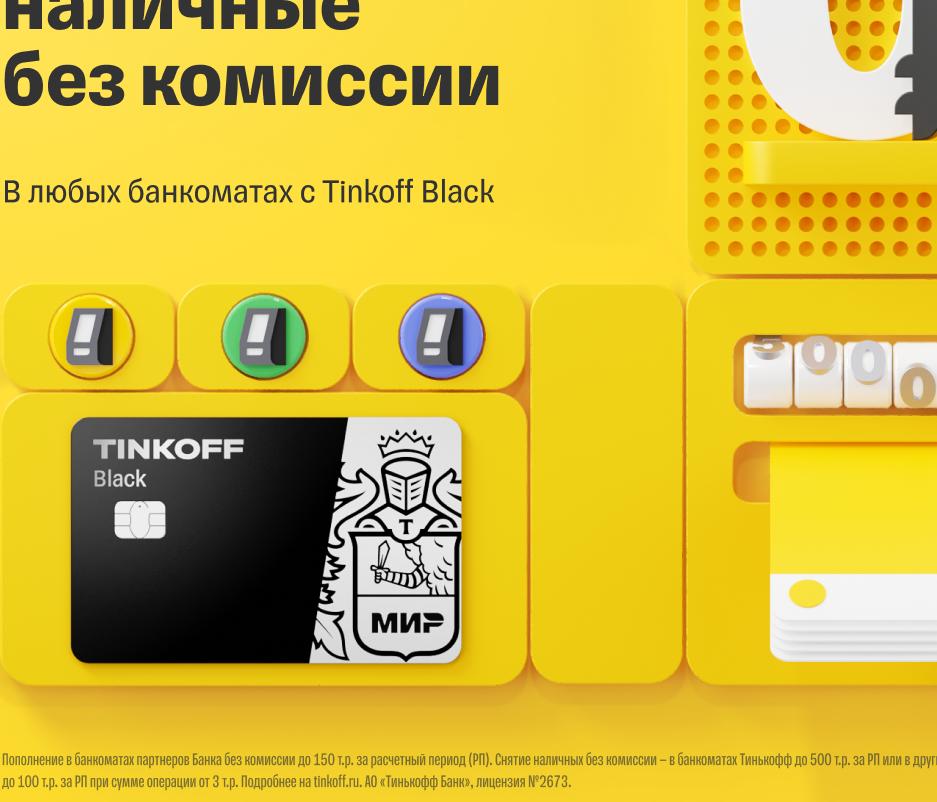 наличные
без комиссии
В любых банкоматах с Tinkoff Black
5000
TINKOFF
Black
Т
МИР
Пополнение в банкоматах партнеров Банка без комиссии до 150 т.р. за расчетный период (РП). Снятие наличных без комиссии – в банкоматах Тинькофф до 500 т.р. за РП или в
до 100 т.р. за РП при сумме операции от 3 т.р. Подробнее на tinkoff.ru. АО «Тинькофф Банк», лицензия №2673.